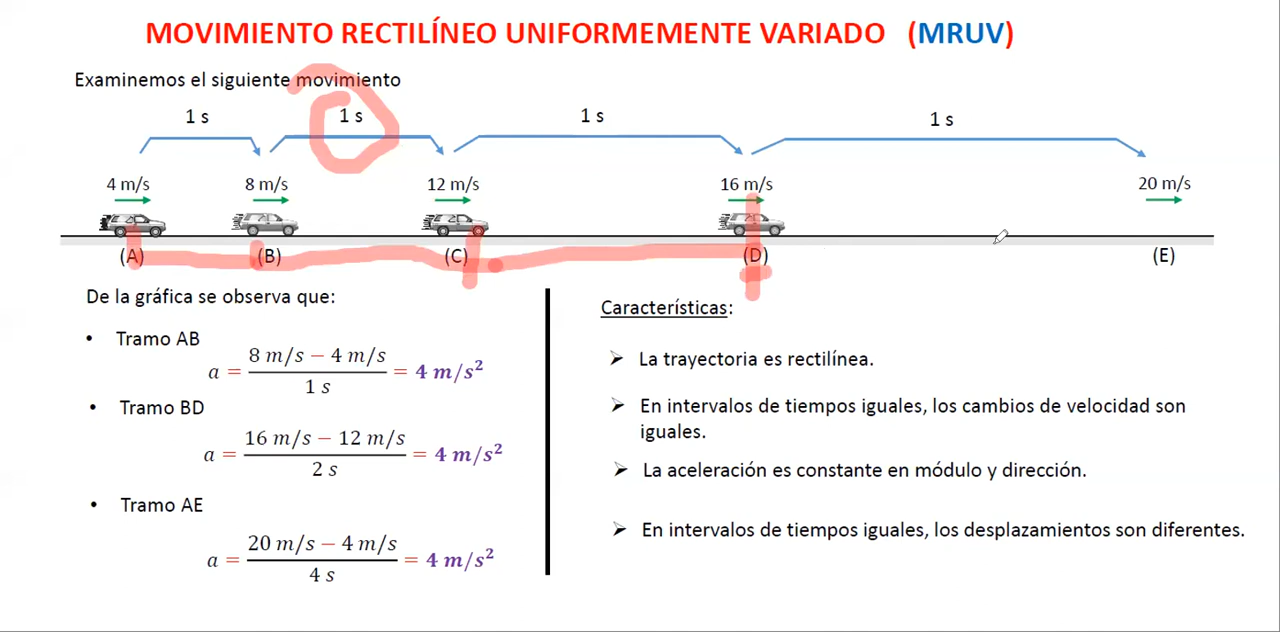 MOVIMIENTO RECTILÍNEO UNIFORMEMENTE VARIADO (MRUV)
Examinemos el siguiente movimiento
1 s 1 s 1 s 1 s
4 m/s 8 m/s 12 m/s 16 m/s 20 m/s
(A) (B) (C) (D) (E)
De la gráfica se observa que:
• Tramo AB
a = (8 m/s − 4 m/s) / (1 s) = 4 m/s²
• Tramo BD
a = (16 m/s − 12 m/s) / (2 s) = 4 m/s²
• Tramo AE
a = (20 m/s − 4 m/s) / (4 s) = 4 m/s²
Características:
➢ La trayectoria es rectilínea.
➢ En intervalos de tiempos iguales, los cambios de velocidad son
iguales.
➢ La aceleración es constante en módulo y dirección.
➢ En intervalos de tiempos iguales, los desplazamientos son diferentes.